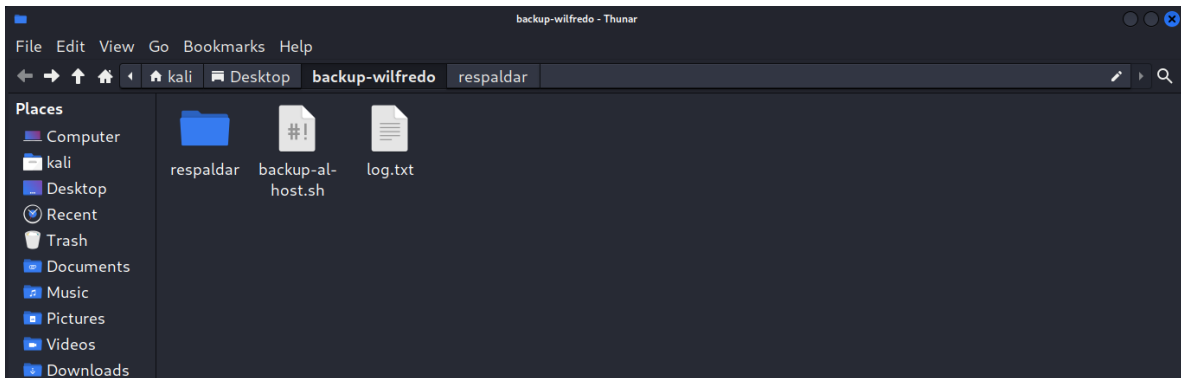 backup-wilfredo - Thunar
File Edit View Go Bookmarks Help
kali Desktop backup-wilfredo respaldar
Places
Computer
kali
Desktop
Recent
Trash
Documents
Music
Pictures
Videos
Downloads
#!
respaldar backup-al- log.txt
host.sh